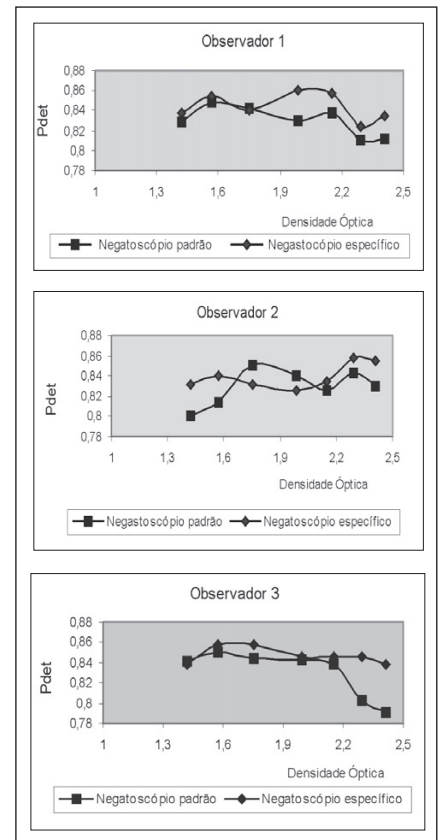 Observador 1
Pdet
0,88
0,86
0,84
0,82
0,8
0,78
1 1,3 1,6 1,9 2,2 2,5
Densidade Óptica
Negatoscópio padrão Negastocópio específico
Observador 2
Pdet
0,88
0,86
0,84
0,82
0,8
0,78
1 1,3 1,6 1,9 2,2 2,5
Densidade Óptica
Negastoscópio padrão Negatoscópio específico
Observador 3
Pdet
0,88
0,86
0,84
0,82
0,8
0,78
1 1,3 1,6 1,9 2,2 2,5
Densidade Óptica
Negatoscópio padrão Negatoscópio específico